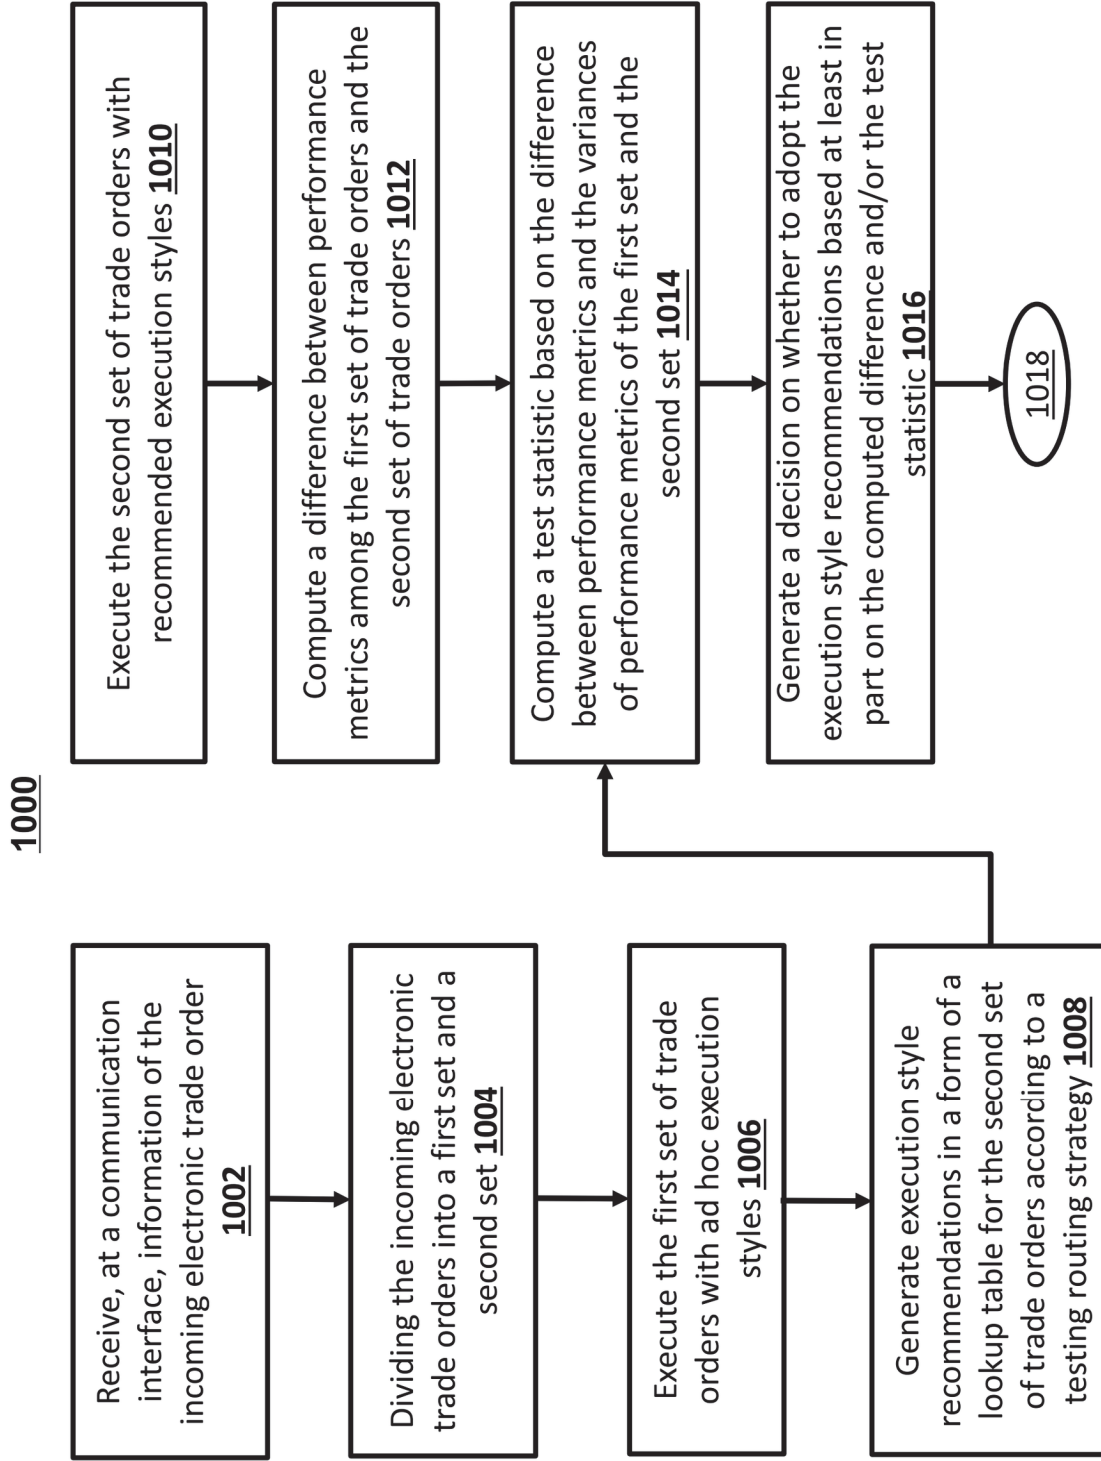 1000
Receive, at a communication
interface, information of the
incoming electronic trade order
1002
Dividing the incoming electronic
trade orders into a first set and a
second set 1004
Execute the first set of trade
orders with ad hoc execution
styles 1006
Generate execution style
recommendations in a form of a
lookup table for the second set
of trade orders according to a
testing routing strategy 1008
Execute the second set of trade orders with
recommended execution styles 1010
Compute a difference between performance
metrics among the first set of trade orders and the
second set of trade orders 1012
Compute a test statistic based on the difference
between performance metrics and the variances
of performance metrics of the first set and the
second set 1014
Generate a decision on whether to adopt the
execution style recommendations based at least in
part on the computed difference and/or the test
statistic 1016
1018